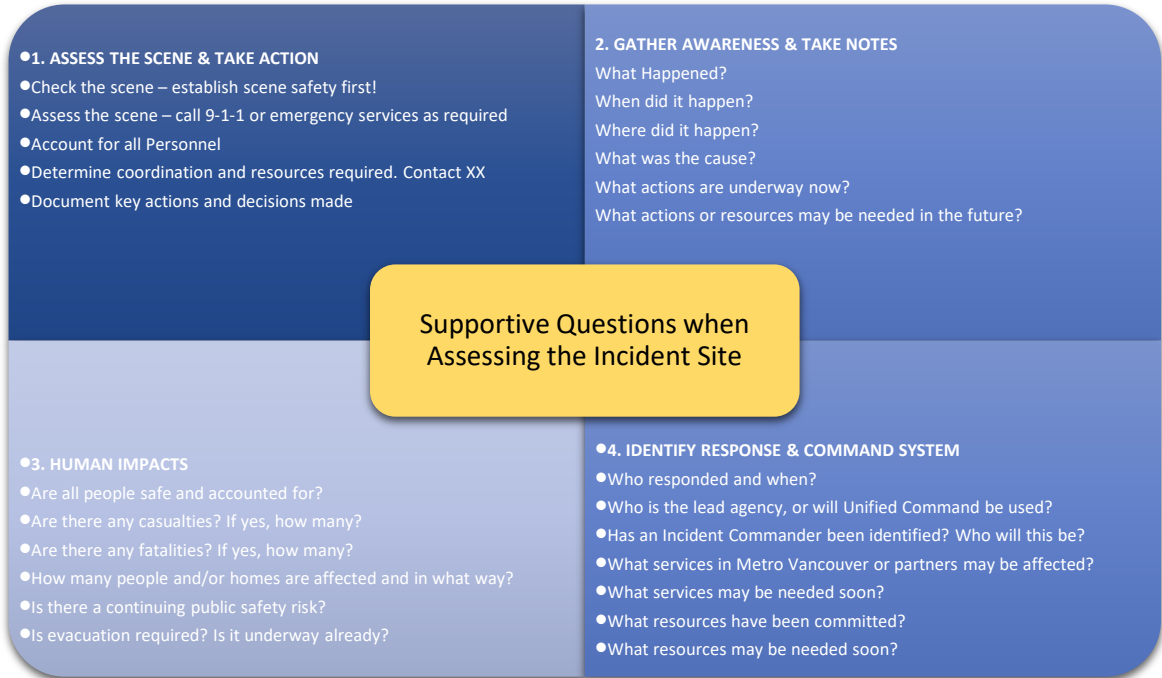 ●1. ASSESS THE SCENE & TAKE ACTION
●Check the scene – establish scene safety first!
●Assess the scene – call 9-1-1 or emergency services as required
●Account for all Personnel
●Determine coordination and resources required. Contact XX
●Document key actions and decisions made
2. GATHER AWARENESS & TAKE NOTES
What Happened?
When did it happen?
Where did it happen?
What was the cause?
What actions are underway now?
What actions or resources may be needed in the future?
Supportive Questions when
Assessing the Incident Site
●3. HUMAN IMPACTS
●Are all people safe and accounted for?
●Are there any casualties? If yes, how many?
●Are there any fatalities? If yes, how many?
●How many people and/or homes are affected and in what way?
●Is there a continuing public safety risk?
●Is evacuation required? Is it underway already?
●4. IDENTIFY RESPONSE & COMMAND SYSTEM
●Who responded and when?
●Who is the lead agency, or will Unified Command be used?
●Has an Incident Commander been identified? Who will this be?
●What services in Metro Vancouver or partners may be affected?
●What services may be needed soon?
●What resources have been committed?
●What resources may be needed soon?